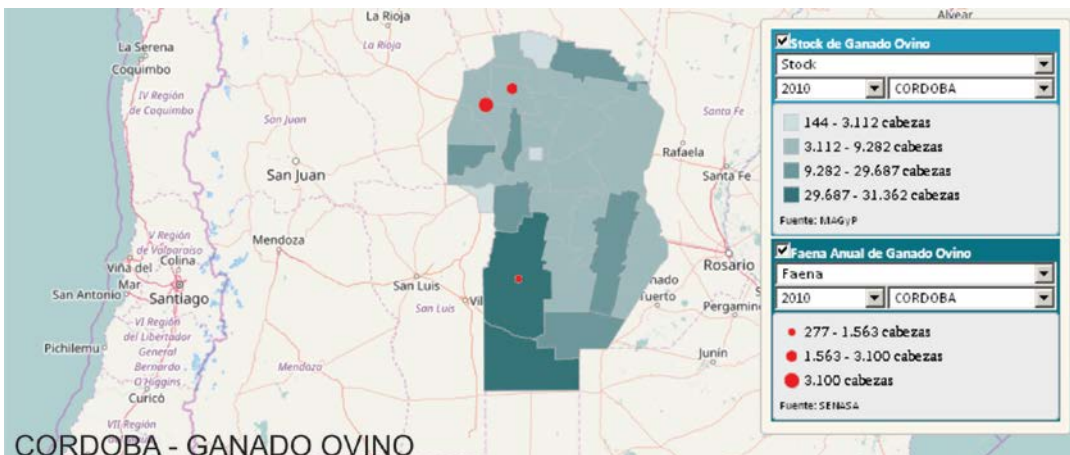 La Rioja
Alvear
La Serena
Coquimbo
La Rioja
IV Región
de Coquimbo
San Juan
Santa Fe
Rafaela
San Juan
Santa Fe
V Región
de Valparaíso
Mendoza
Viña del
Mar
Colina
Rosario
San Antonio
Santiago
San Luis
San Luis
Vil
nado
Tuerto
Pergamin
VI Región
del Libertador
General
Bernardo
O'Higgins
Pichilemu
Junín
Mendoza
Curicó
VII Región
CORDOBA - GANADO OVINO
Stock de Ganado Ovino
Stock
2010 CORDOBA
144 - 3.112 cabezas
3.112 - 9.282 cabezas
9.282 - 29.687 cabezas
29.687 - 31.362 cabezas
Fuente: MAGyP
Faena Anual de Ganado Ovino
Faena
2010 CORDOBA
277 - 1.563 cabezas
1.563 - 3.100 cabezas
3.100 cabezas
Fuente: SENASA